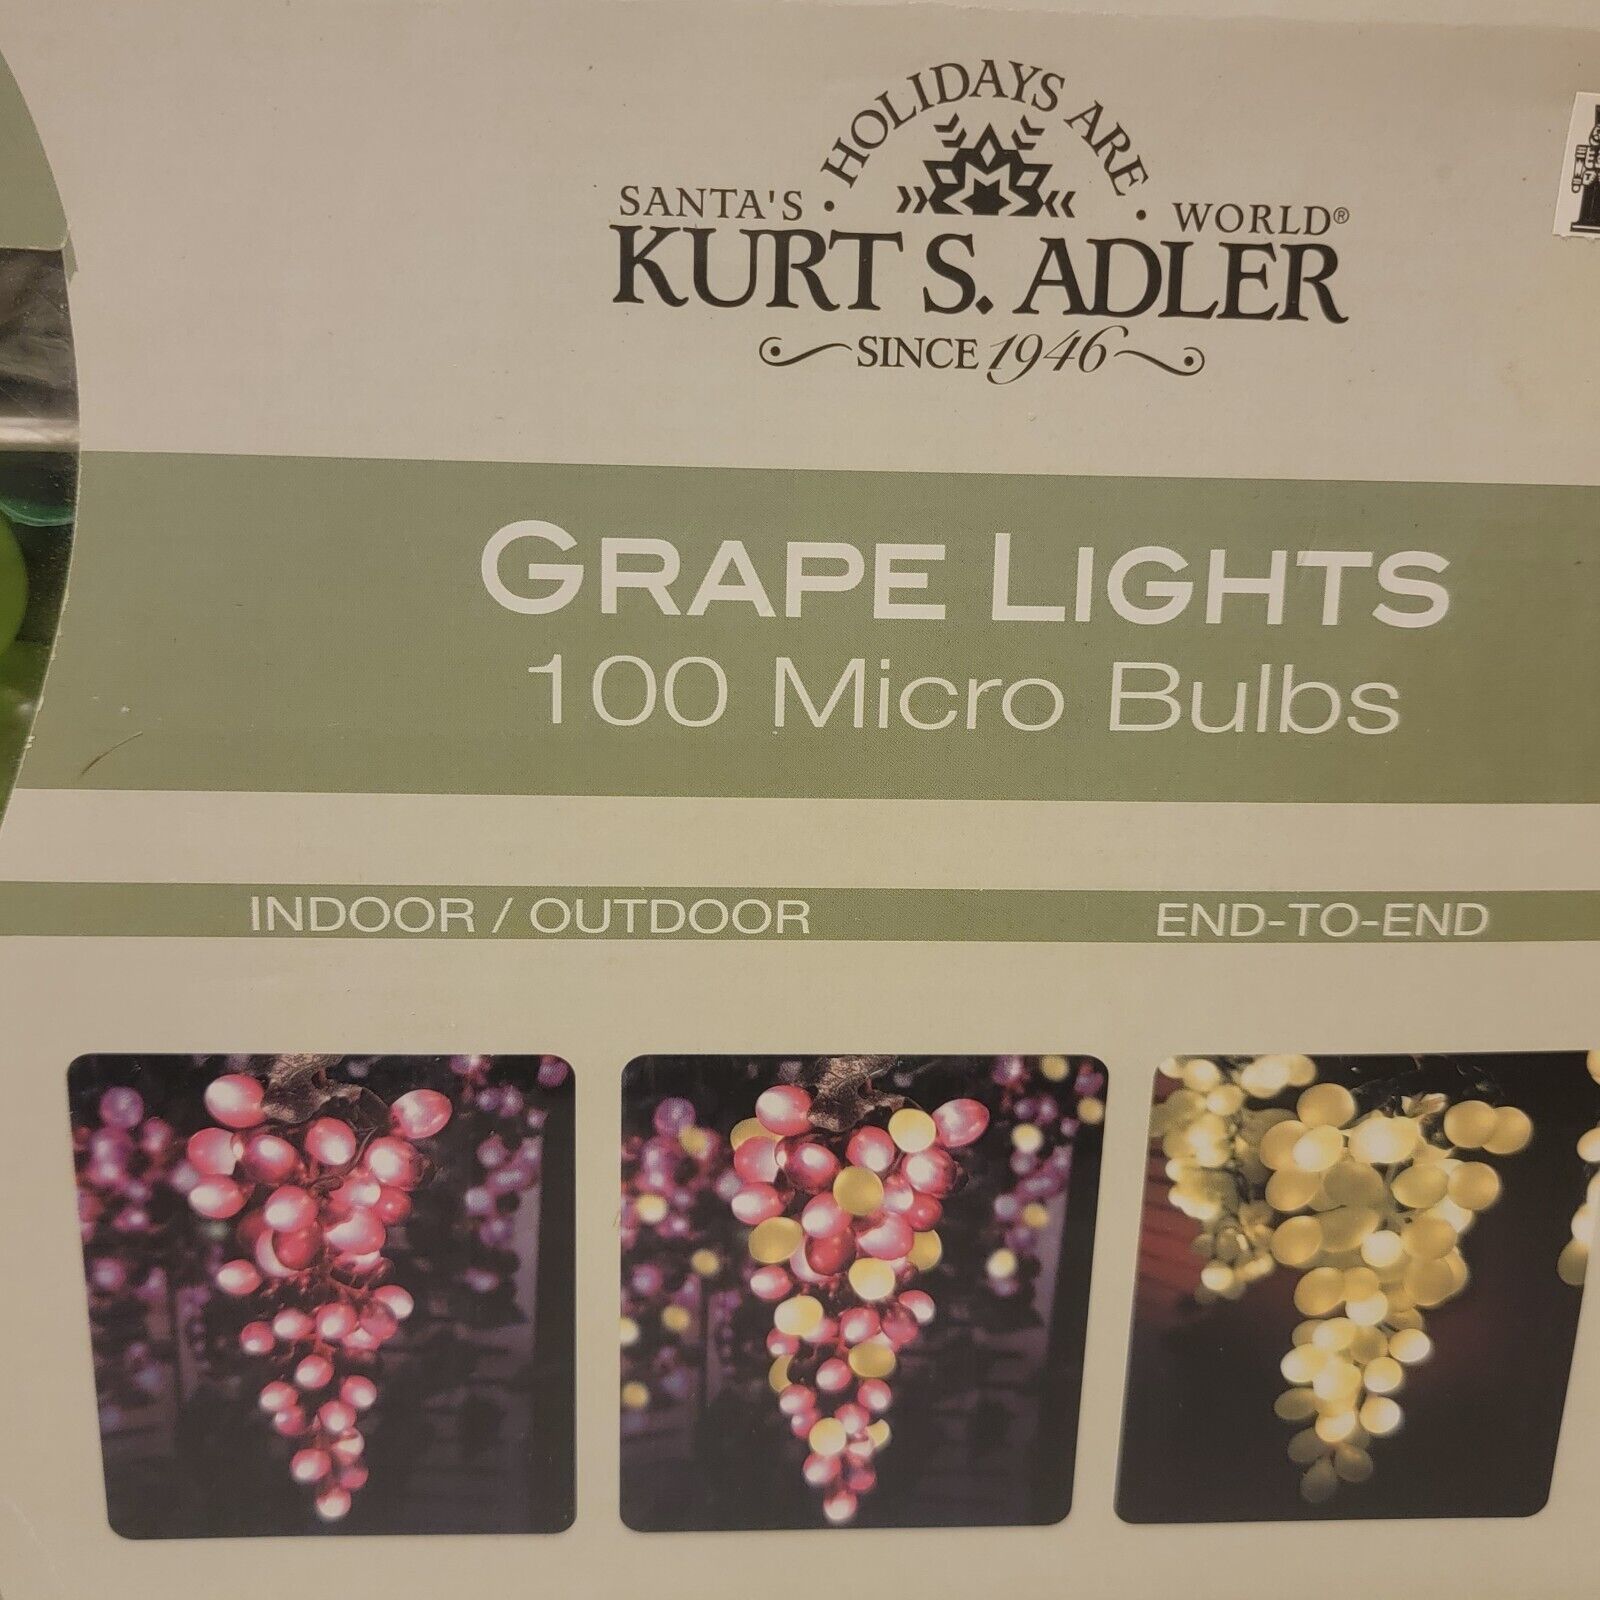 HOLIDAYS ARE
SANTA'S · · WORLD®
KURT S. ADLER
SINCE 1946
GRAPE LIGHTS
100 Micro Bulbs
INDOOR / OUTDOOR END-TO-END